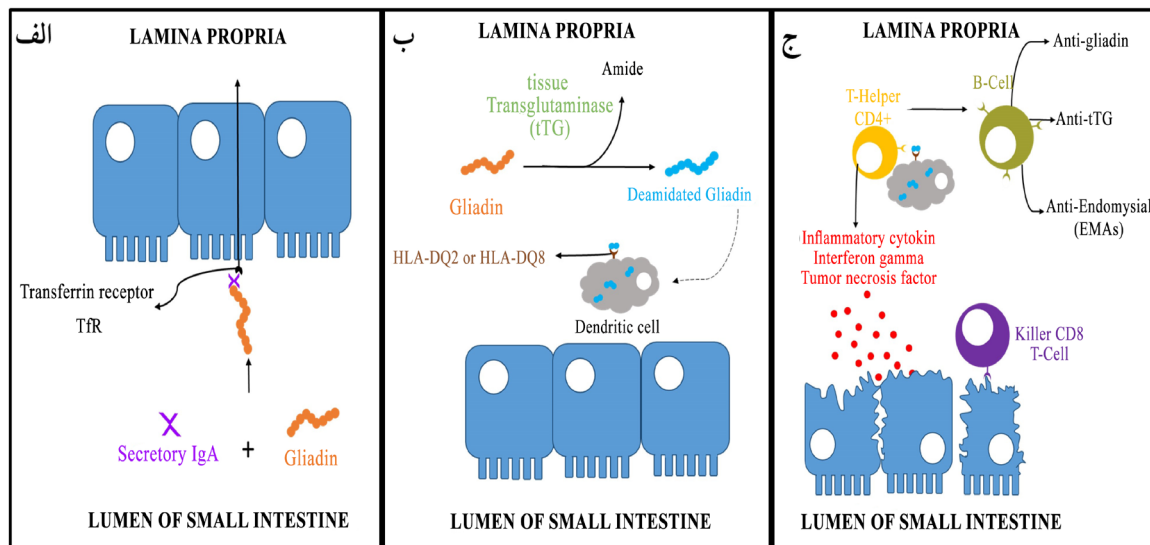 الف
LAMINA PROPRIA
Transferrin receptor
TfR
Secretory IgA
+
Gliadin
LUMEN OF SMALL INTESTINE
ب
LAMINA PROPRIA
tissue
Transglutaminase
(tTG)
Amide
Gliadin
Deamidated Gliadin
HLA-DQ2 or HLA-DQ8
Dendritic cell
LUMEN OF SMALL INTESTINE
ج
LAMINA PROPRIA
T-Helper
CD4+
B-Cell
Anti-gliadin
Anti-tTG
Anti-Endomysial
(EMAs)
Inflammatory cytokin
Interferon gamma
Tumor necrosis factor
Killer CD8
T-Cell
LUMEN OF SMALL INTESTINE